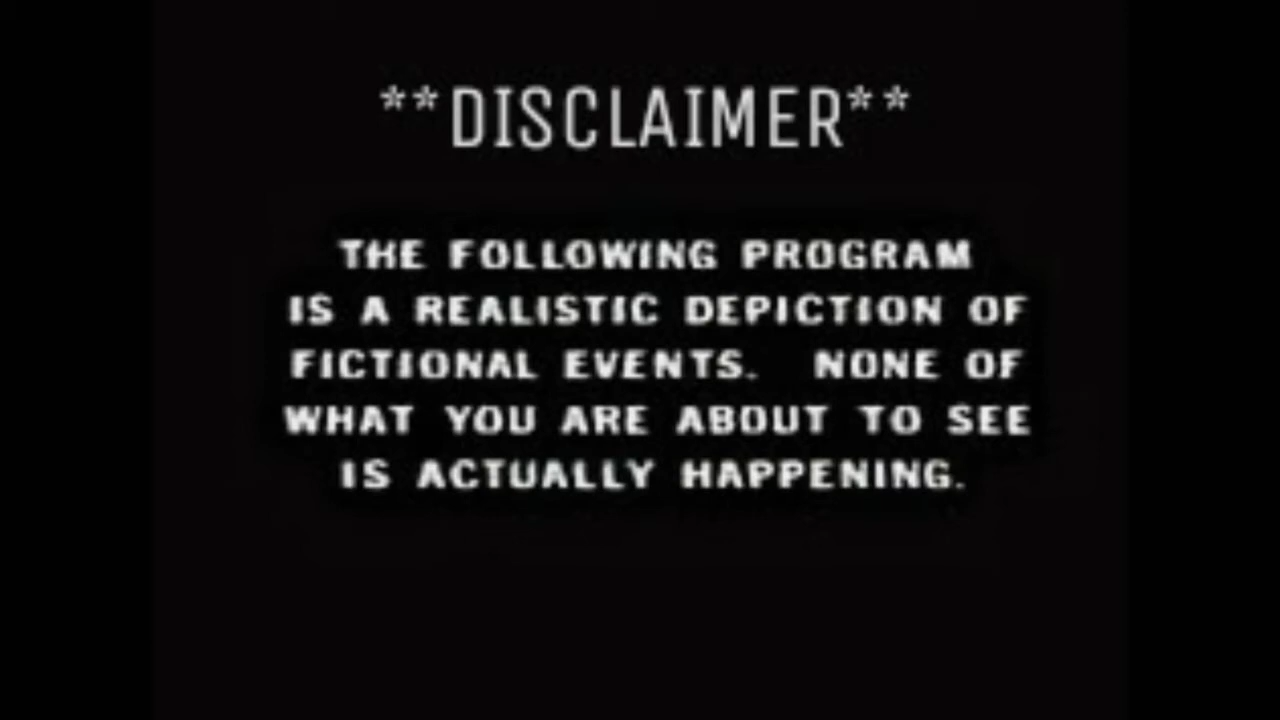 **DISCLAIMER**
THE FOLLOWING PROGRAM
IS A REALISTIC DEPICTION OF
FICTIONAL EVENTS. NONE OF
WHAT YOU ARE ABOUT TO SEE
IS ACTUALLY HAPPENING.